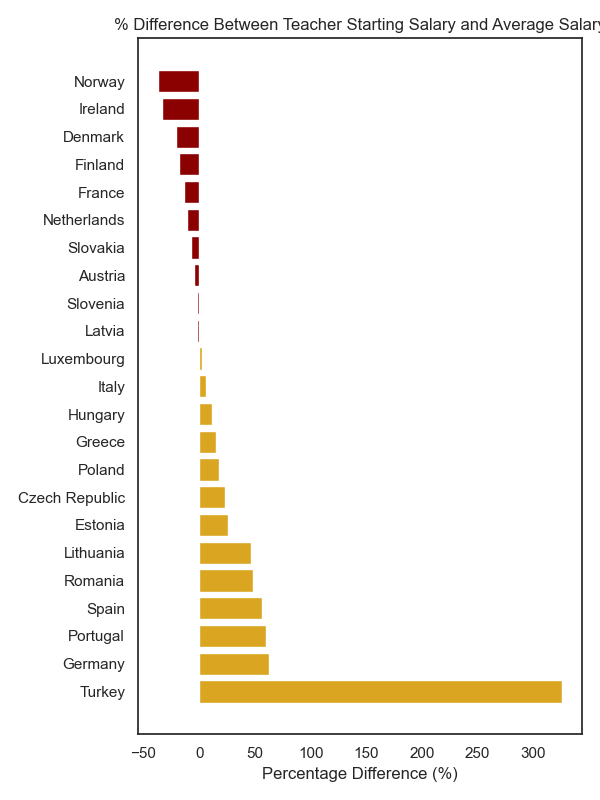 % Difference Between Teacher Starting Salary and Average Salary
Norway
Ireland
Denmark
Finland
France
Netherlands
Slovakia
Austria
Slovenia
Latvia
Luxembourg
Italy
Hungary
Greece
Poland
Czech Republic
Estonia
Lithuania
Romania
Spain
Portugal
Germany
Turkey
−50 0 50 100 150 200 250 300
Percentage Difference (%)